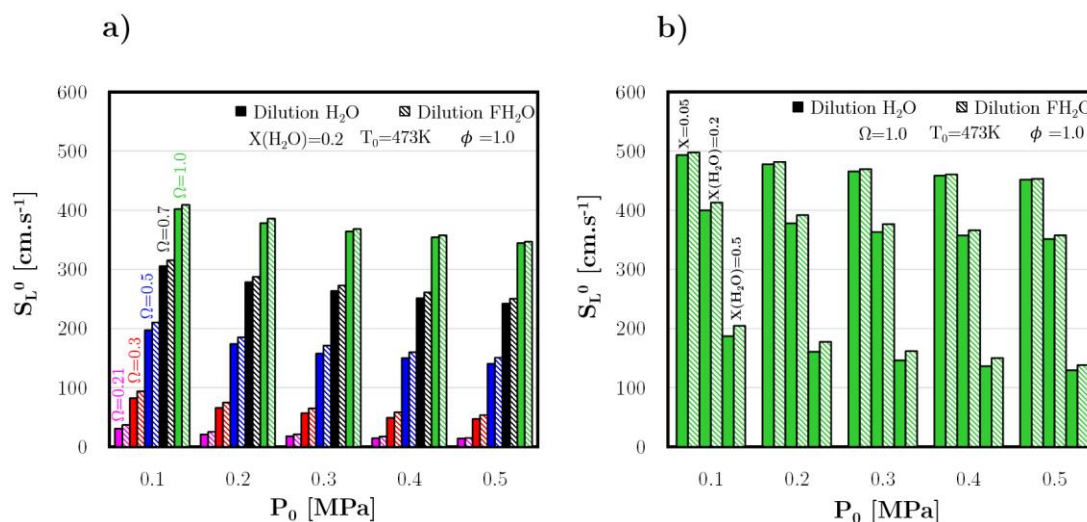 a)
600
500
400
300
200
100
0
S_L⁰ [cm.s⁻¹]
■ Dilution H₂O ▨ Dilution FH₂O
X(H₂O)=0.2 T₀=473K ϕ =1.0
Ω=0.21
Ω=0.3
Ω=0.5
Ω=0.7
Ω=1.0
0.1 0.2 0.3 0.4 0.5
P₀ [MPa]
b)
600
500
400
300
200
100
0
S_L⁰ [cm.s⁻¹]
■ Dilution H₂O ▨ Dilution FH₂O
Ω=1.0 T₀=473K ϕ =1.0
X=0.05
X(H₂O)=0.2
X(H₂O)=0.5
0.1 0.2 0.3 0.4 0.5
P₀ [MPa]